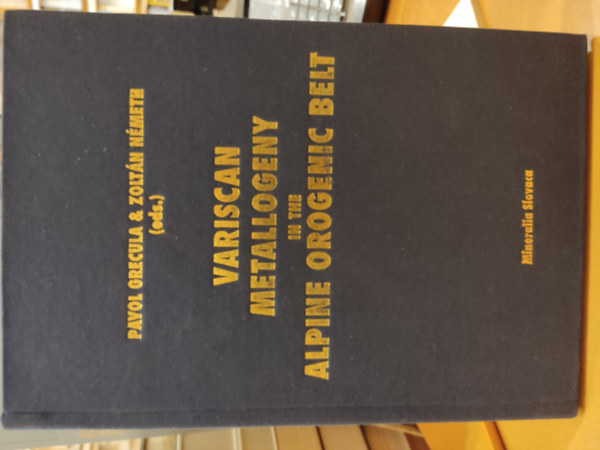 PAVOL GRECULA & ZOLTÁN NÉMETH
(eds.)
VARISCAN
METALLOGENY
IN THE
ALPINE OROGENIC BELT
Mineralia Slovaca